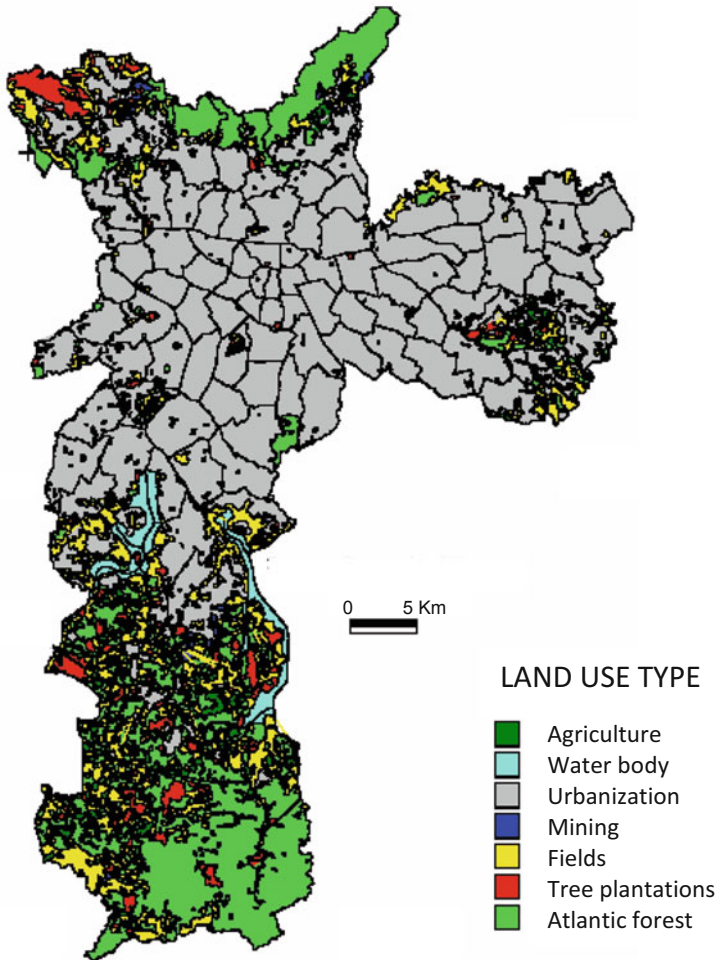 0 5 Km
LAND USE TYPE
Agriculture
Water body
Urbanization
Mining
Fields
Tree plantations
Atlantic forest